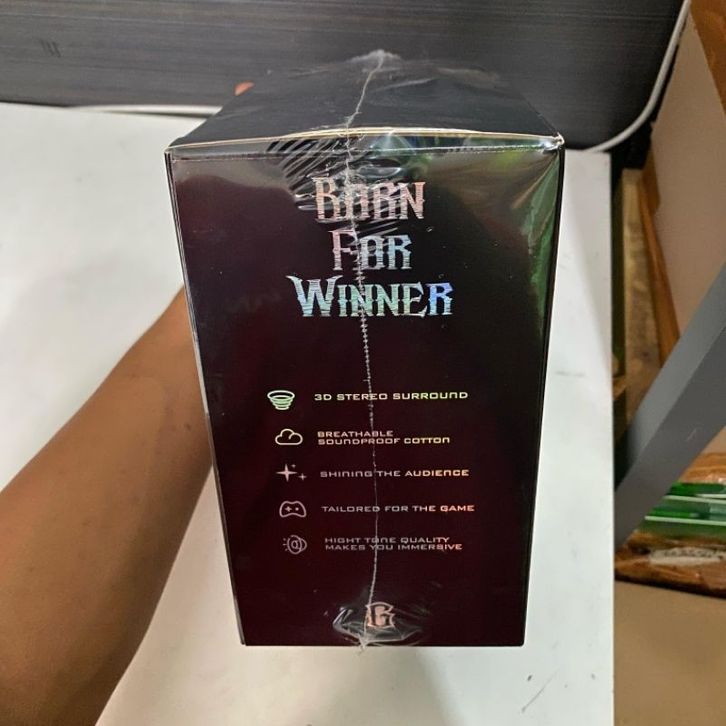 BORN
FOR
WINNER
3D STEREO SURROUND
BREATHABLE
SOUNDPROOF COTTON
SHINING THE AUDIENCE
TAILORED FOR THE GAME
HIGHT TONE QUALITY
MAKES YOU IMMERSIVE